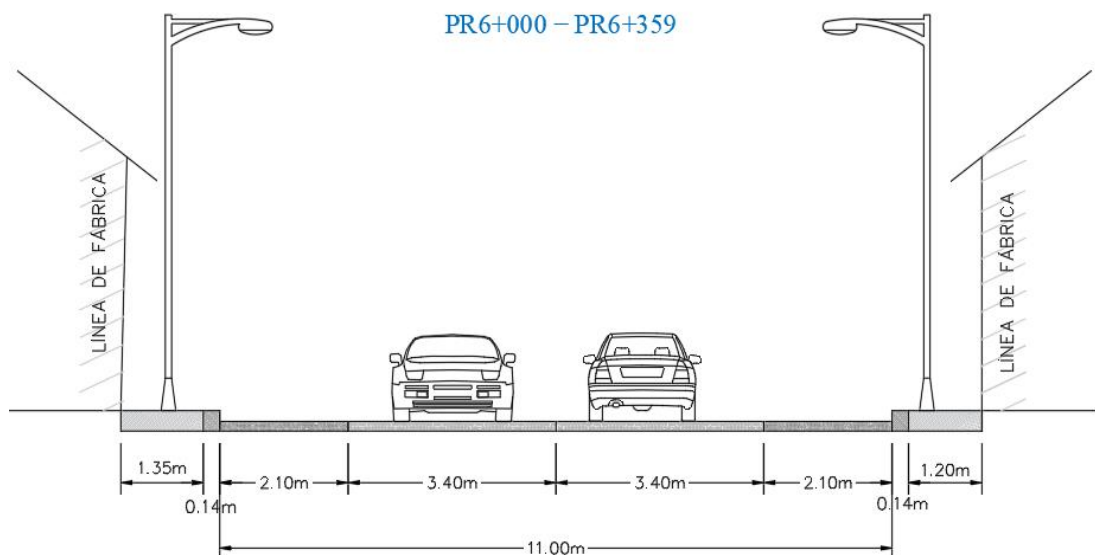 PR6+000 – PR6+359
LÍNEA DE FÁBRICA
LÍNEA DE FÁBRICA
1.35m
2.10m
3.40m
3.40m
2.10m
1.20m
0.14m
0.14m
11.00m